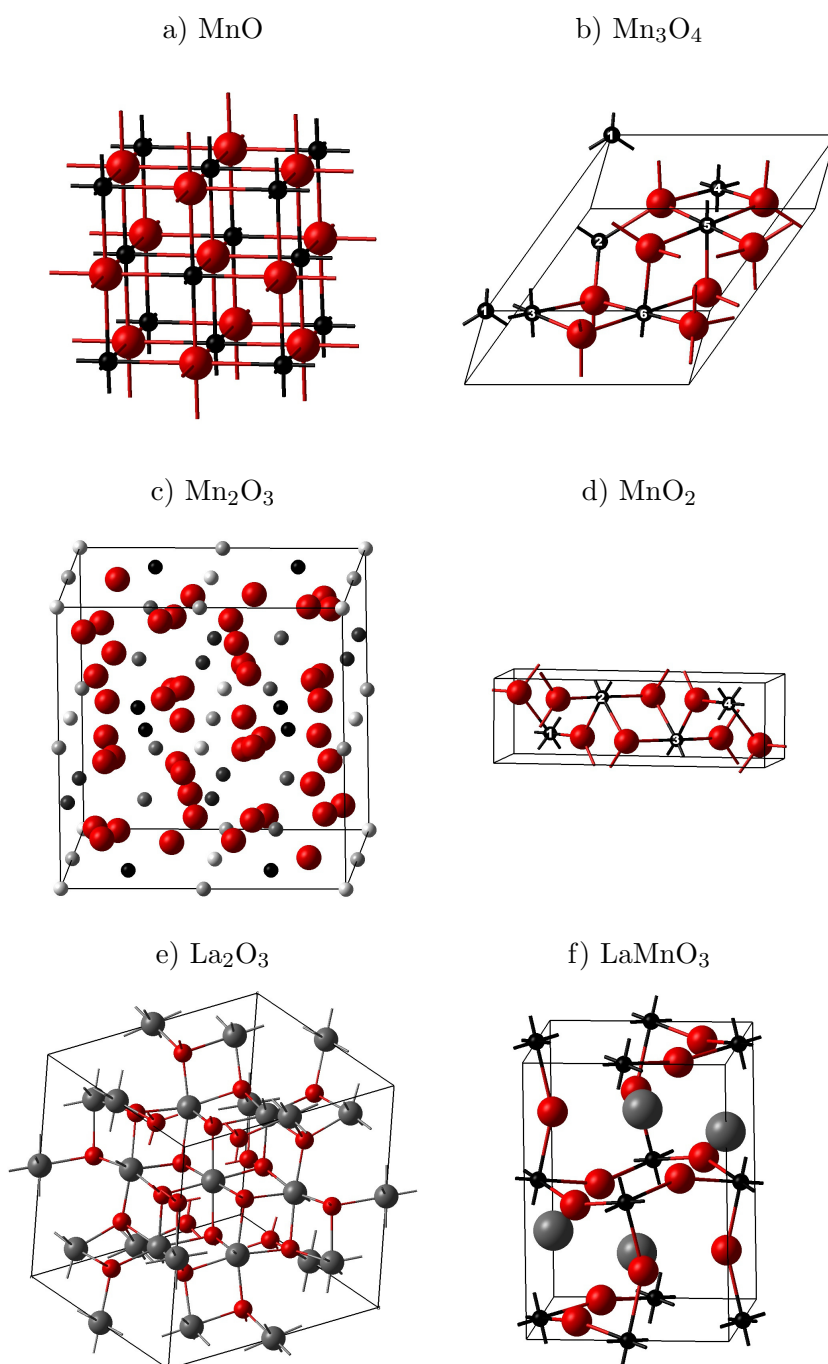 a) MnO
b) Mn₃O₄
1
4
5
2
1
3
6
c) Mn₂O₃
d) MnO₂
2
4
1
3
e) La₂O₃
f) LaMnO₃